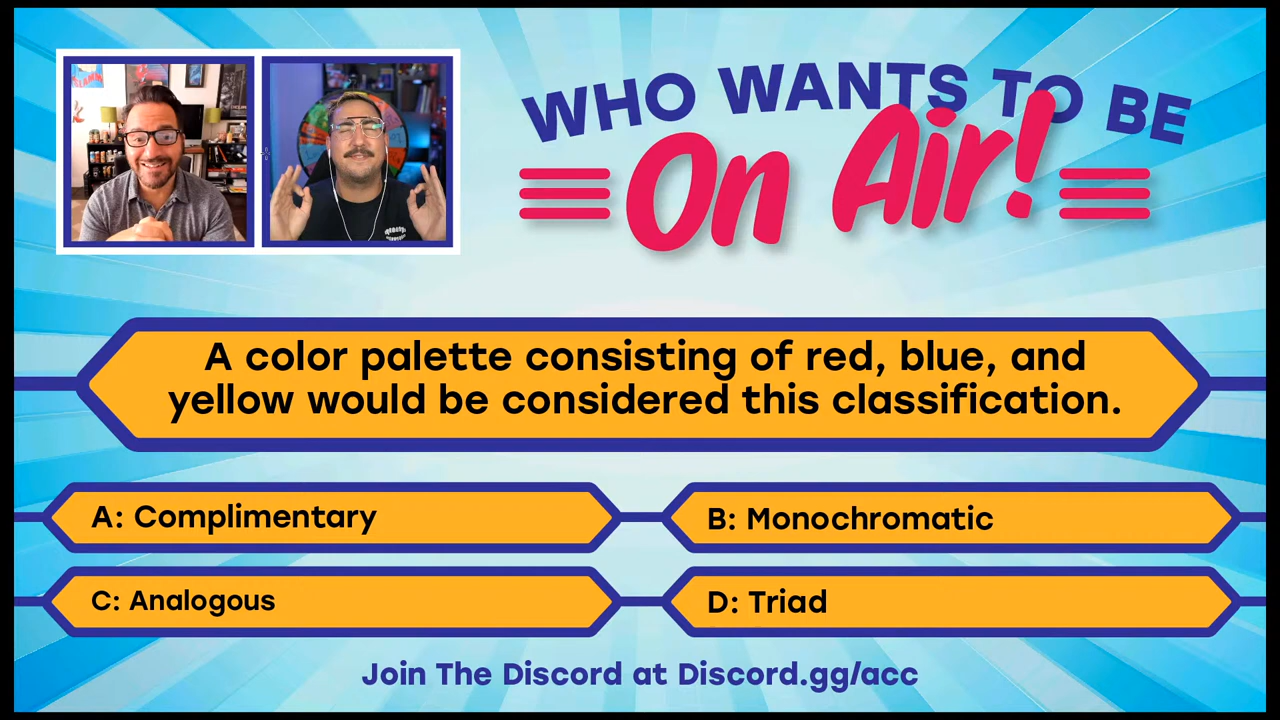 WHO WANTS TO BE
On Air!
A color palette consisting of red, blue, and
yellow would be considered this classification.
A: Complimentary
B: Monochromatic
C: Analogous
D: Triad
Join The Discord at Discord.gg/acc